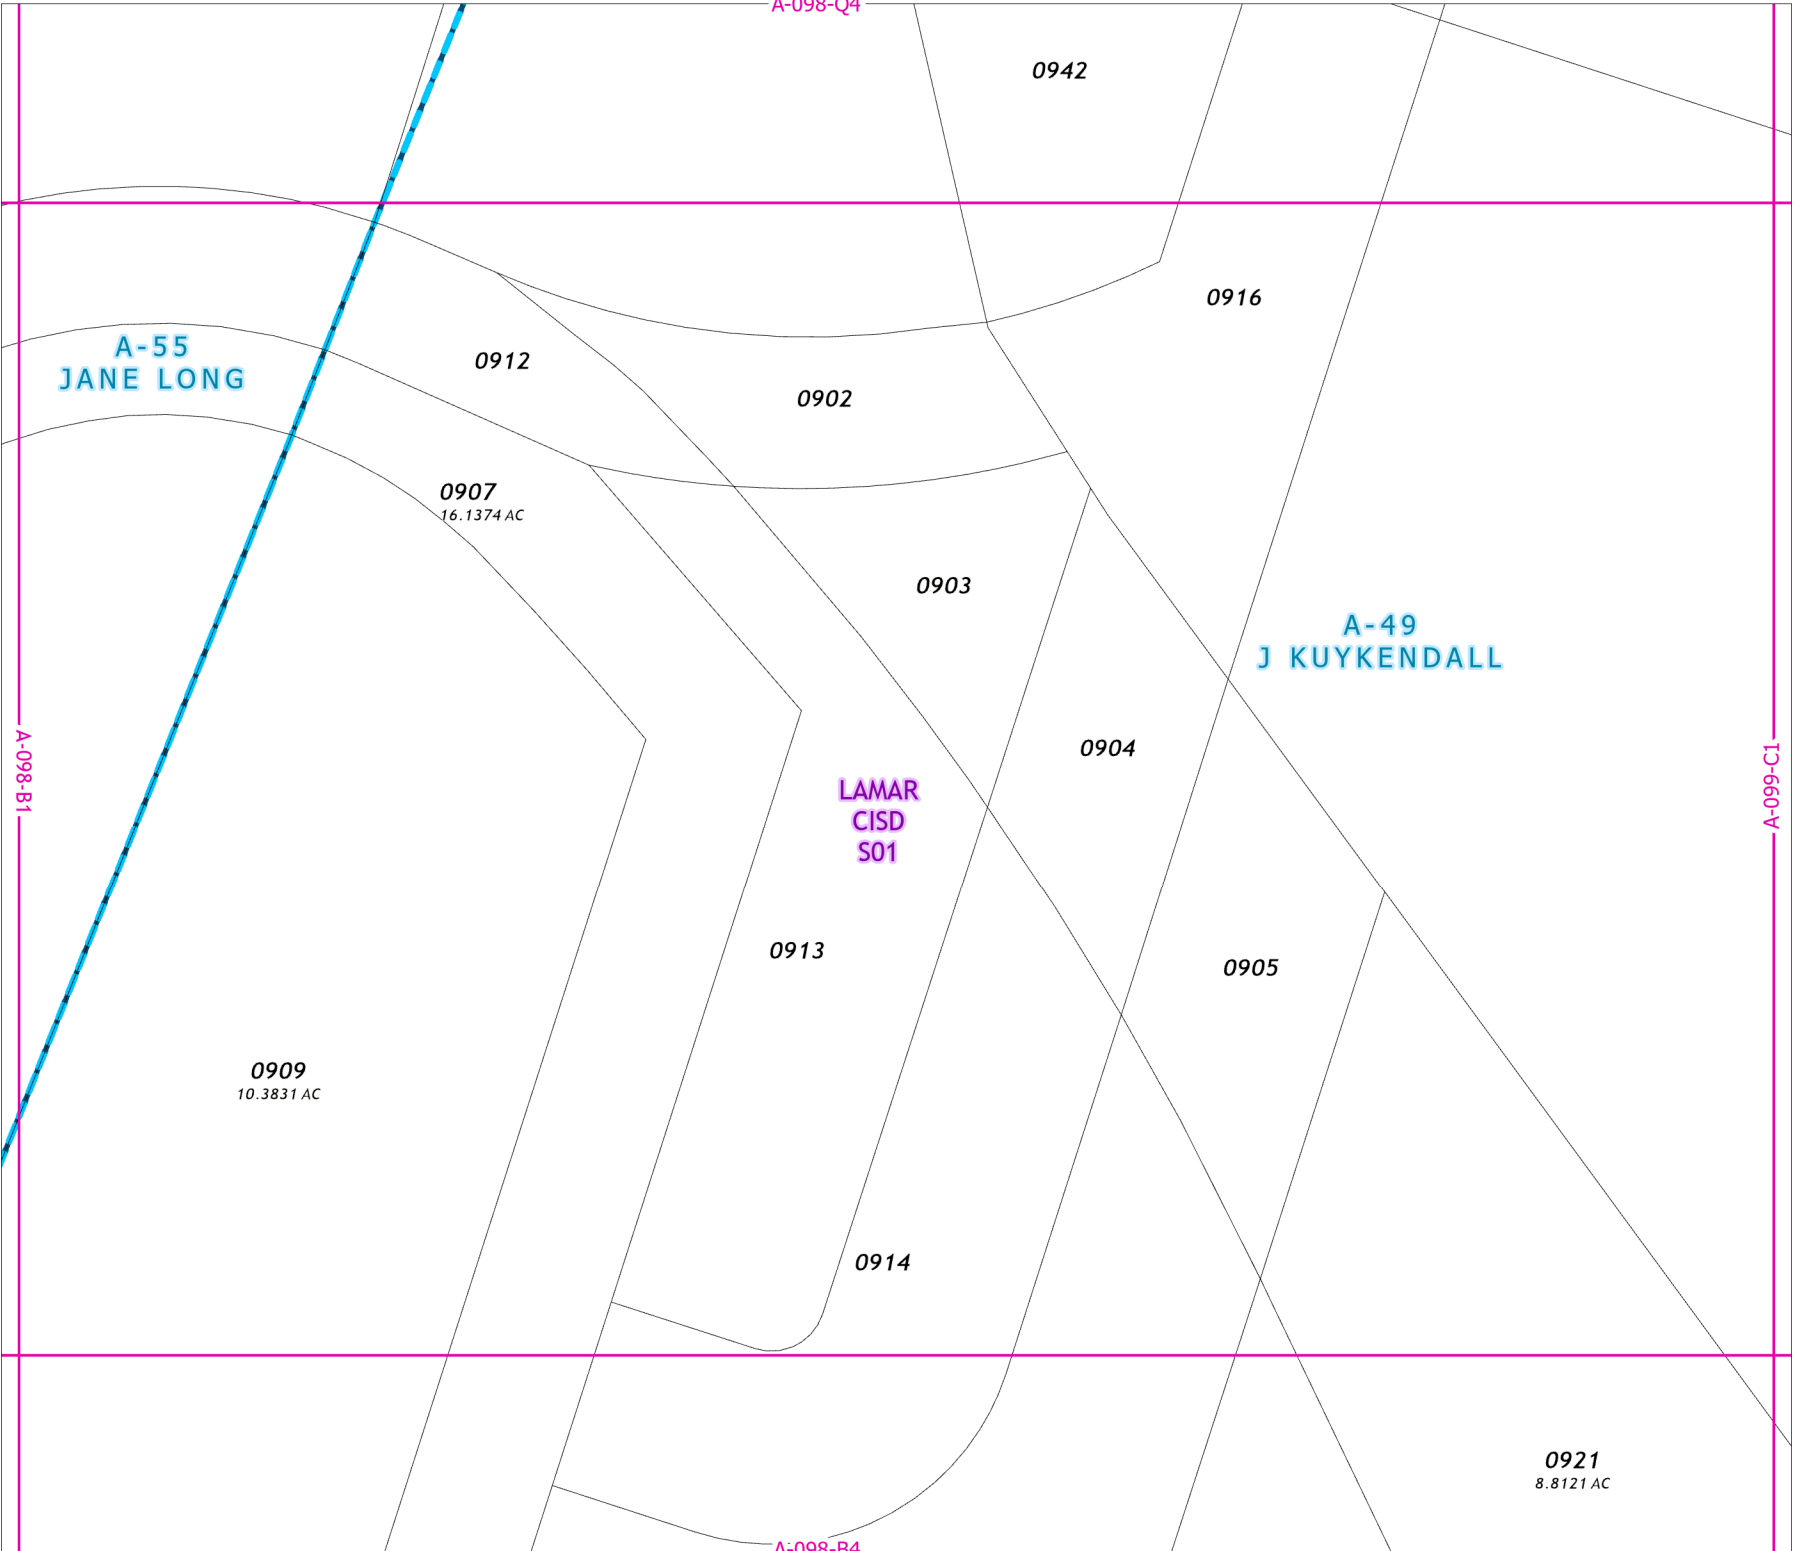 A-098-Q4
0942
0916
A-55
JANE LONG
0912
0902
0907
16.1374 AC
0903
A-49
J KUYKENDALL
0904
A-098-B1
A-099-C1
LAMAR
CISD
S01
0913
0905
0909
10.3831 AC
0914
0921
8.8121 AC
A-098-B4